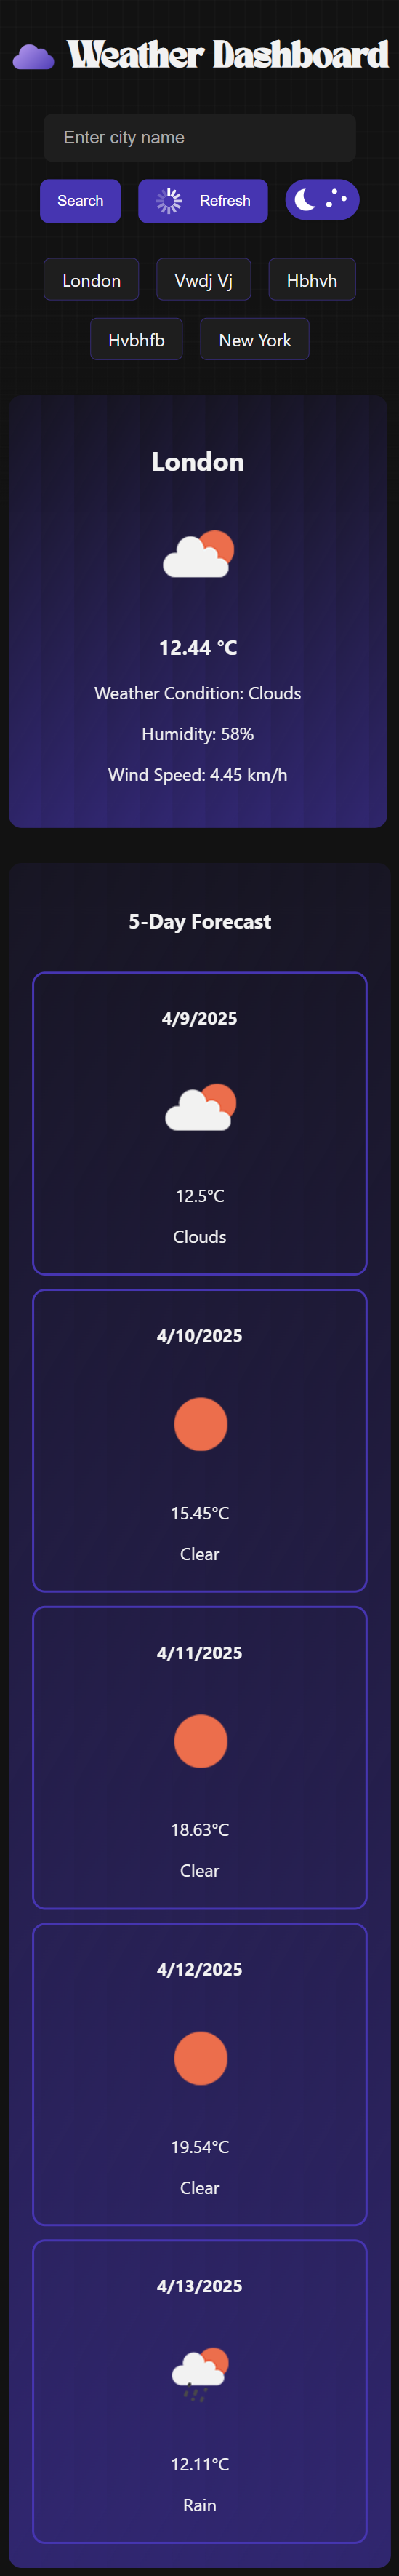 Weather Dashboard
Enter city name
Search Refresh
London Vwdj Vj Hbhvh
Hvbhfb New York
London
12.44 °C
Weather Condition: Clouds
Humidity: 58%
Wind Speed: 4.45 km/h
5-Day Forecast
4/9/2025
12.5°C
Clouds
4/10/2025
15.45°C
Clear
4/11/2025
18.63°C
Clear
4/12/2025
19.54°C
Clear
4/13/2025
12.11°C
Rain